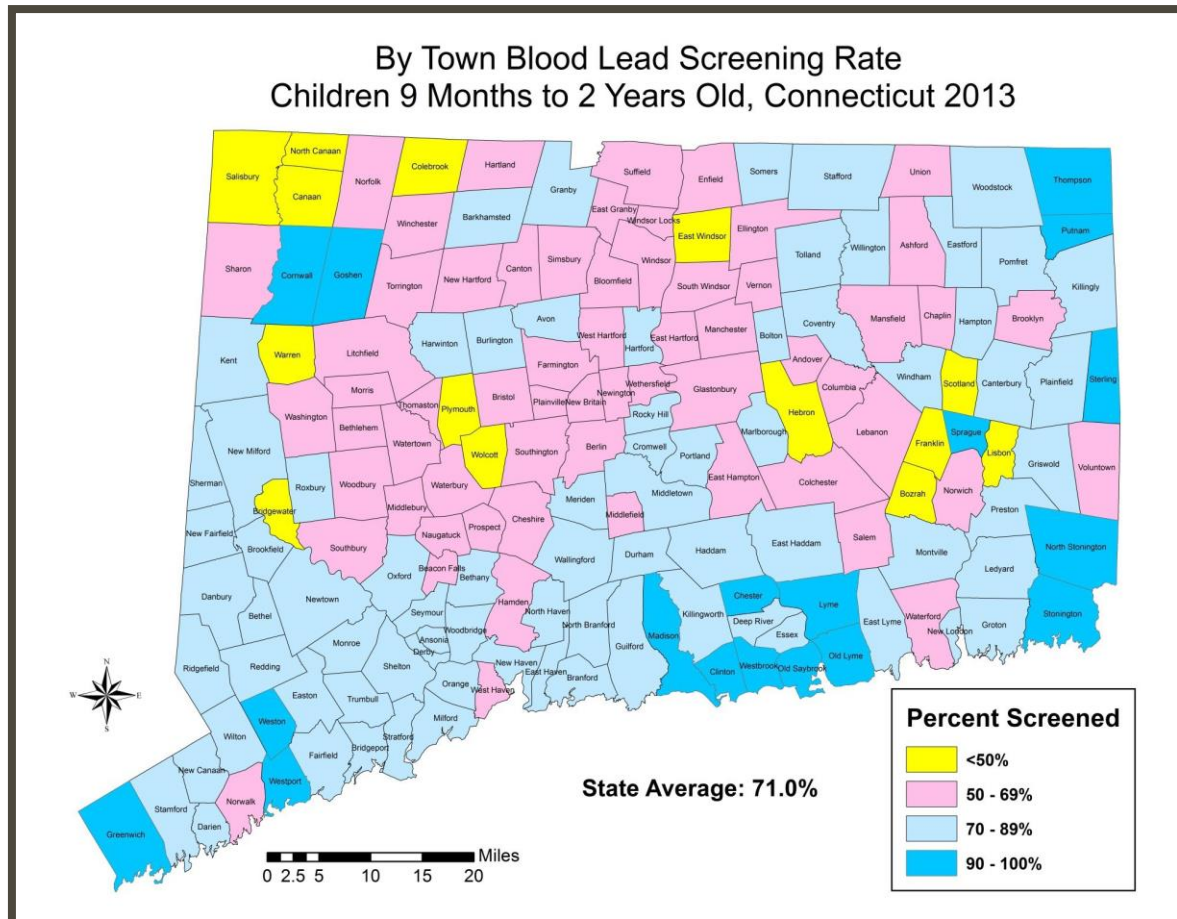 By Town Blood Lead Screening Rate
Children 9 Months to 2 Years Old, Connecticut 2013
North Canaan
Colebrook
Hartland
Suffield
Enfield
Somers
Stafford
Union
Salisbury
Canaan
Norfolk
Granby
Woodstock
Thompson
East Granby
Windsor Locks
Winchester
Barkhamsted
East Windsor
Ellington
Putnam
Sharon
Cornwall
Goshen
Torrington
New Hartford
Canton
Simsbury
Bloomfield
Windsor
South Windsor
Vernon
Tolland
Willington
Ashford
Eastford
Pomfret
Killingly
Kent
Warren
Litchfield
Harwinton
Burlington
Avon
West Hartford
Hartford
East Hartford
Manchester
Bolton
Coventry
Mansfield
Chaplin
Hampton
Brooklyn
Farmington
Andover
Columbia
Windham
Scotland
Canterbury
Plainfield
Sterling
Morris
Washington
Thomaston
Plymouth
Bristol
Plainville
New Britain
Newington
Wethersfield
Glastonbury
Hebron
Bethlehem
Watertown
Rocky Hill
Marlborough
Lebanon
Franklin
Sprague
Lisbon
Griswold
Voluntown
New Milford
Wolcott
Southington
Berlin
Cromwell
Portland
Sherman
Roxbury
Woodbury
Waterbury
East Hampton
Colchester
Bozrah
Norwich
Bridgewater
Middlebury
Meriden
Middletown
Middlefield
Preston
New Fairfield
Brookfield
Southbury
Naugatuck
Prospect
Cheshire
Salem
North Stonington
Oxford
Beacon Falls
Bethany
Wallingford
Durham
Haddam
East Haddam
Montville
Ledyard
Danbury
Bethel
Newtown
Hamden
Seymour
North Haven
Woodbridge
North Branford
Guilford
Madison
Killingworth
Chester
Lyme
Deep River
Essex
East Lyme
Waterford
New London
Groton
Stonington
Ridgefield
Redding
Monroe
Ansonia
Derby
Shelton
Orange
New Haven
East Haven
Branford
Clinton
Westbrook
Old Saybrook
Old Lyme
West Haven
Easton
Trumbull
Milford
Stratford
Weston
Wilton
Fairfield
Bridgeport
New Canaan
Westport
Norwalk
Stamford
Darien
Greenwich
N
W
E
S
State Average: 71.0%
Miles
0 2.5 5 10 15 20
Percent Screened
<50%
50 - 69%
70 - 89%
90 - 100%